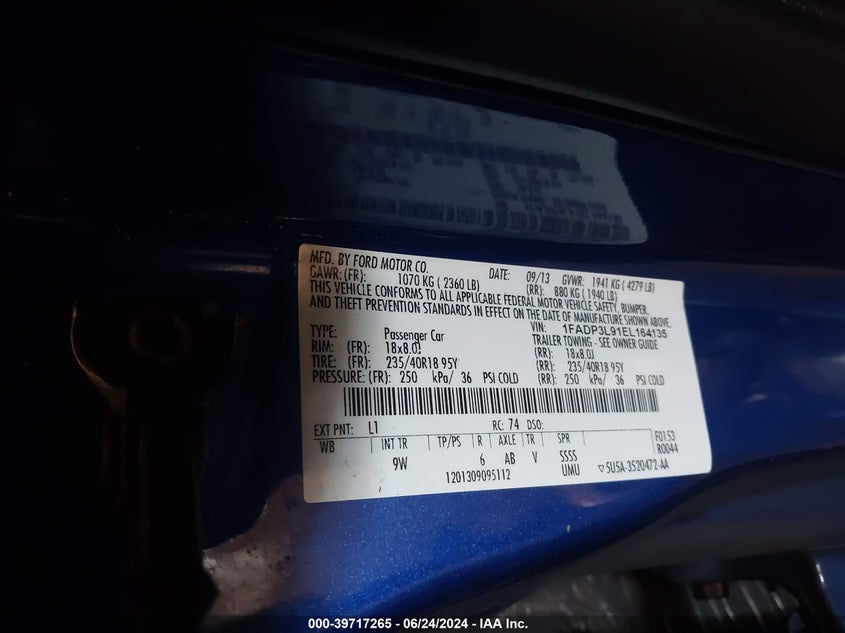 MFD. BY FORD MOTOR CO.
DATE: 09/13 GVWR: 1941 KG ( 4279 LB)
GAWR: (FR): 1070 KG ( 2360 LB) (RR): 880 KG ( 1940 LB)
THIS VEHICLE CONFORMS TO ALL APPLICABLE FEDERAL MOTOR VEHICLE SAFETY, BUMPER,
AND THEFT PREVENTION STANDARDS IN EFFECT ON THE DATE OF MANUFACTURE SHOWN ABOVE.
VIN: 1FADP3L91EL164135
TYPE: Passenger Car TRAILER TOWING - SEE OWNER GUIDE
RIM: (FR): 18x8.0J (RR): 18x8.0J
TIRE: (FR): 235/40R18 95Y (RR): 235/40R18 95Y
PRESSURE: (FR): 250 kPa/ 36 PSI COLD (RR): 250 kPa/ 36 PSI COLD
EXT PNT: L1 RC: 74 DSO:
WB INT TR TP/PS R AXLE TR SPR
9W 6 AB V SSSS
1201309095112 UMU
F0153
R0044
5U5A-3520472-AA
000-39717265 - 06/24/2024 - IAA Inc.